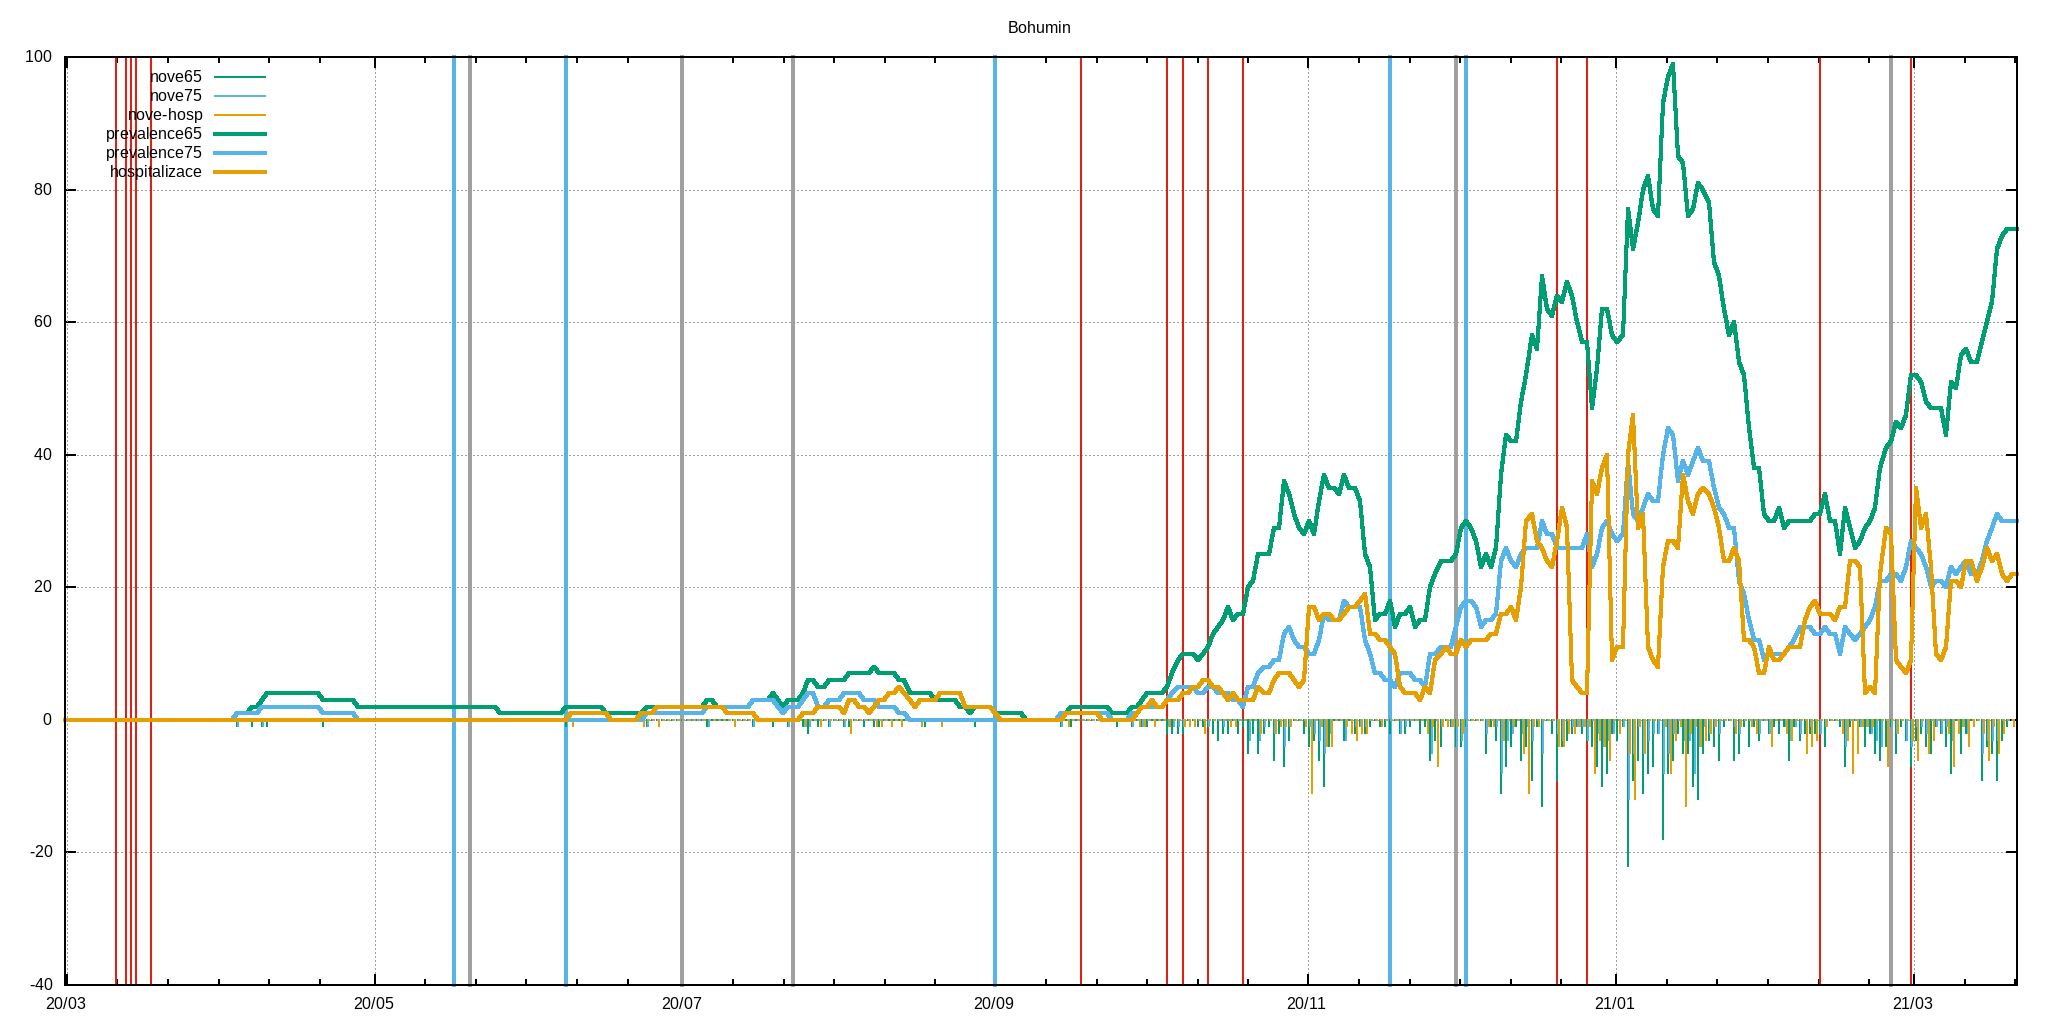 Bohumin
100
80
60
40
20
0
-20
-40
nove65
nove75
nove-hosp
prevalence65
prevalence75
hospitalizace
20/03 20/05 20/07 20/09 20/11 21/01 21/03